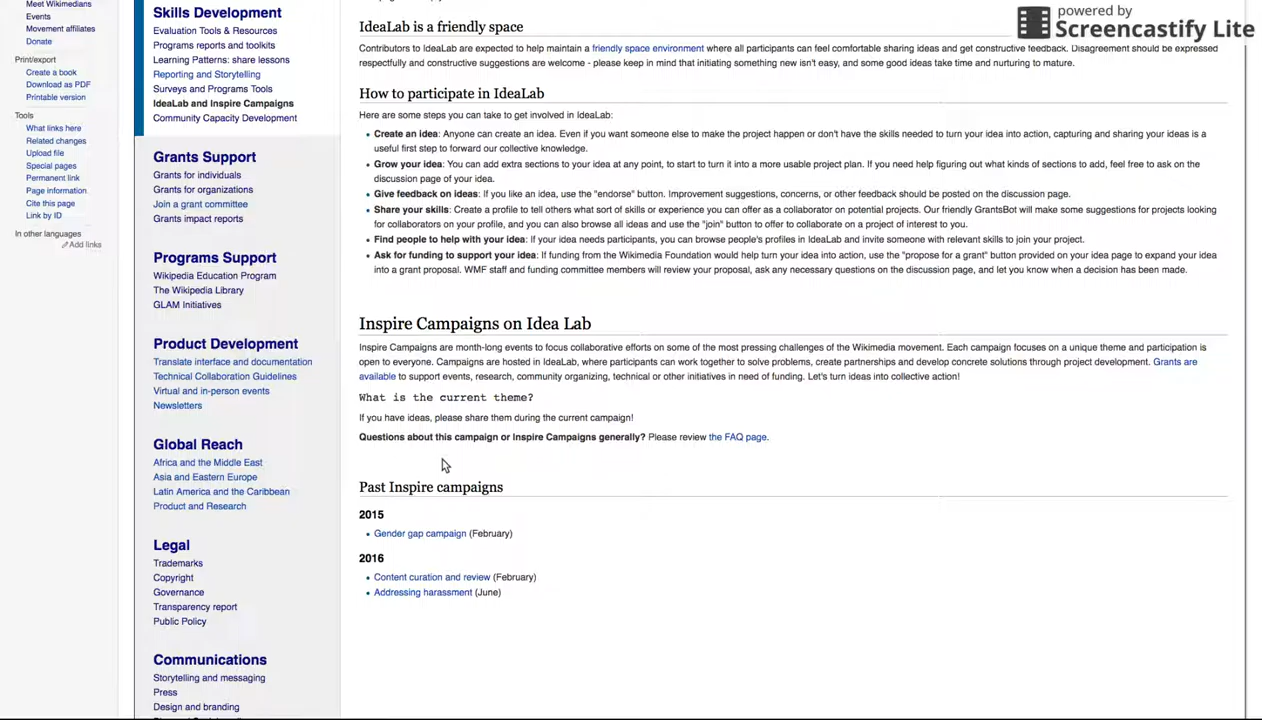 Meet Wikimedians
Events
Movement affiliates
Donate
Print/export
Create a book
Download as PDF
Printable version
Tools
What links here
Related changes
Upload file
Special pages
Permanent link
Page information
Cite this page
Link by ID
In other languages
Add links
Skills Development
Evaluation Tools & Resources
Programs reports and toolkits
Learning Patterns: share lessons
Reporting and Storytelling
Surveys and Programs Tools
IdeaLab and Inspire Campaigns
Community Capacity Development
Grants Support
Grants for individuals
Grants for organizations
Join a grant committee
Grants impact reports
Programs Support
Wikipedia Education Program
The Wikipedia Library
GLAM Initiatives
Product Development
Translate interface and documentation
Technical Collaboration Guidelines
Virtual and in-person events
Newsletters
Global Reach
Africa and the Middle East
Asia and Eastern Europe
Latin America and the Caribbean
Product and Research
Legal
Trademarks
Copyright
Governance
Transparency report
Public Policy
Communications
Storytelling and messaging
Press
Design and branding
powered by
Screencastify Lite
IdeaLab is a friendly space
Contributors to IdeaLab are expected to help maintain a friendly space environment where all participants can feel comfortable sharing ideas and get constructive feedback. Disagreement should be expressed
respectfully and constructive suggestions are welcome - please keep in mind that initiating something new isn't easy, and some good ideas take time and nurturing to mature.
How to participate in IdeaLab
Here are some steps you can take to get involved in IdeaLab:
• Create an idea: Anyone can create an idea. Even if you want someone else to make the project happen or don't have the skills needed to turn your idea into action, capturing and sharing your ideas is a
useful first step to forward our collective knowledge.
• Grow your idea: You can add extra sections to your idea at any point, to start to turn it into a more usable project plan. If you need help figuring out what kinds of sections to add, feel free to ask on the
discussion page of your idea.
• Give feedback on ideas: If you like an idea, use the "endorse" button. Improvement suggestions, concerns, or other feedback should be posted on the discussion page.
• Share your skills: Create a profile to tell others what sort of skills or experience you can offer as a collaborator on potential projects. Our friendly GrantsBot will make some suggestions for projects looking
for collaborators on your profile, and you can also browse all ideas and use the "join" button to offer to collaborate on a project of interest to you.
• Find people to help with your idea: If your idea needs participants, you can browse people's profiles in IdeaLab and invite someone with relevant skills to join your project.
• Ask for funding to support your idea: If funding from the Wikimedia Foundation would help turn your idea into action, use the "propose for a grant" button provided on your idea page to expand your idea
into a grant proposal. WMF staff and funding committee members will review your proposal, ask any necessary questions on the discussion page, and let you know when a decision has been made.
Inspire Campaigns on Idea Lab
Inspire Campaigns are month-long events to focus collaborative efforts on some of the most pressing challenges of the Wikimedia movement. Each campaign focuses on a unique theme and participation is
open to everyone. Campaigns are hosted in IdeaLab, where participants can work together to solve problems, create partnerships and develop concrete solutions through project development. Grants are
available to support events, research, community organizing, technical or other initiatives in need of funding. Let's turn ideas into collective action!
What is the current theme?
If you have ideas, please share them during the current campaign!
Questions about this campaign or Inspire Campaigns generally? Please review the FAQ page.
Past Inspire campaigns
2015
• Gender gap campaign (February)
2016
• Content curation and review (February)
• Addressing harassment (June)